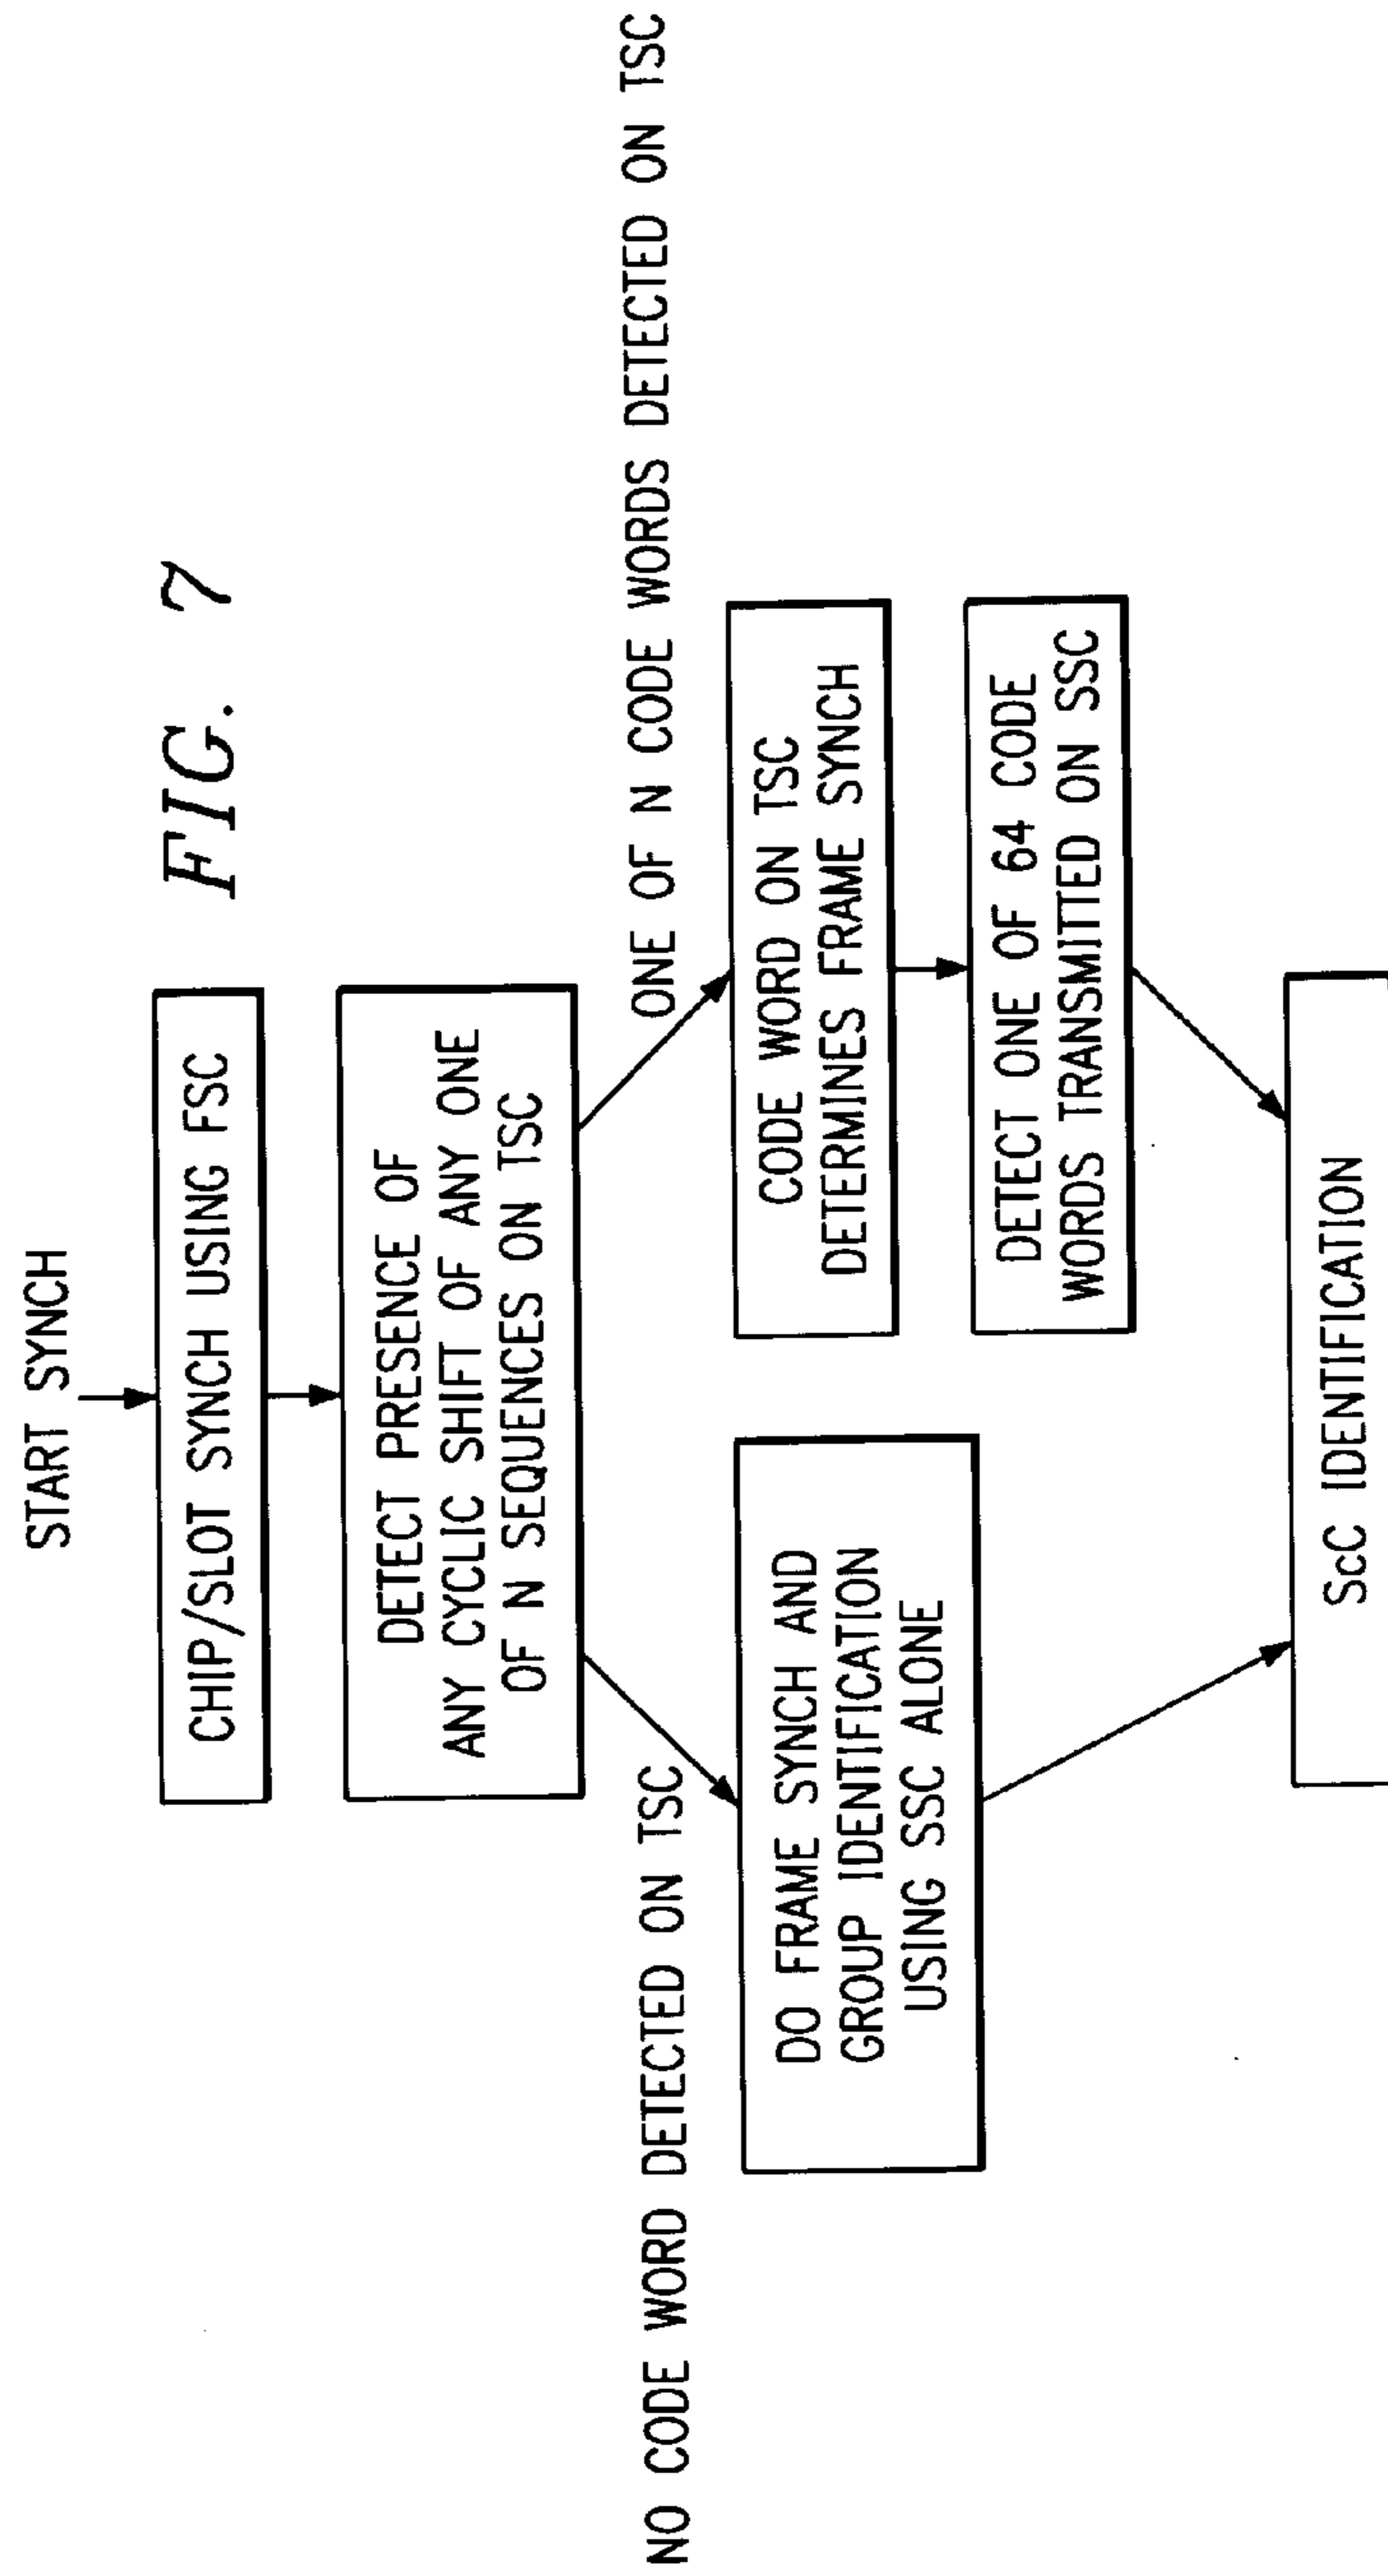 START SYNCH
FIG. 7
CHIP/SLOT SYNCH USING FSC
DETECT PRESENCE OF
ANY CYCLIC SHIFT OF ANY ONE
OF N SEQUENCES ON TSC
NO CODE WORD DETECTED ON TSC
ONE OF N CODE WORDS DETECTED ON TSC
DO FRAME SYNCH AND
GROUP IDENTIFICATION
USING SSC ALONE
CODE WORD ON TSC
DETERMINES FRAME SYNCH
DETECT ONE OF 64 CODE
WORDS TRANSMITTED ON SSC
ScC IDENTIFICATION